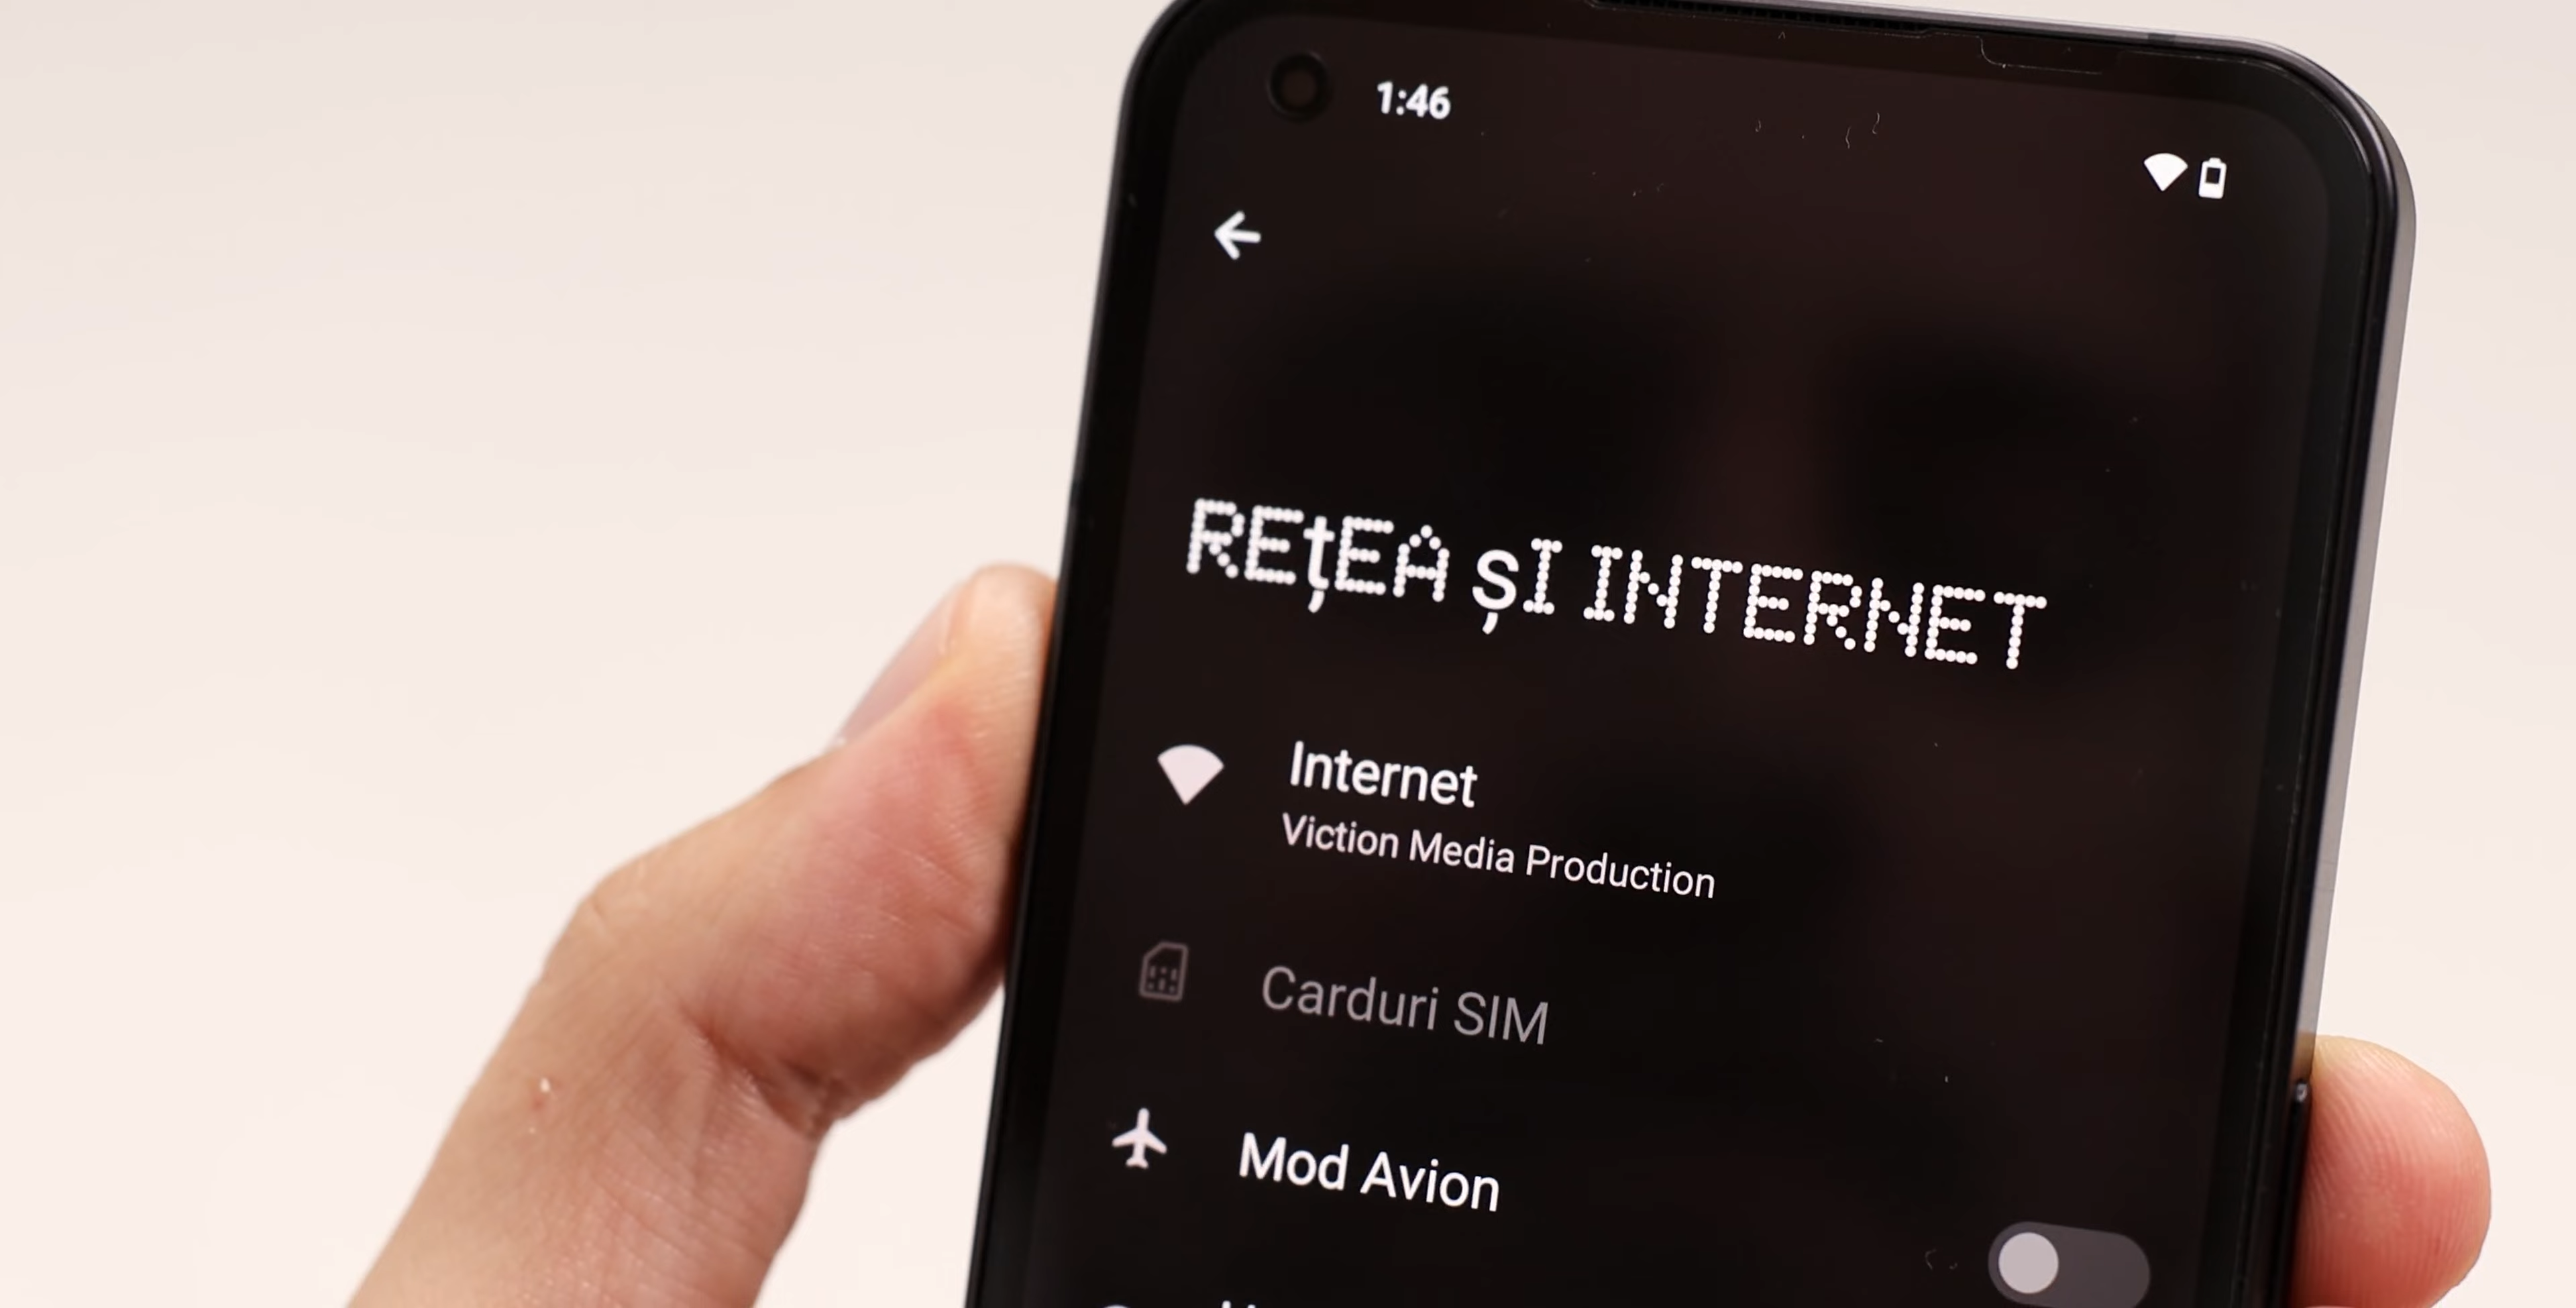 1:46
REțEA șI INTERNET
Internet
Viction Media Production
Carduri SIM
Mod Avion